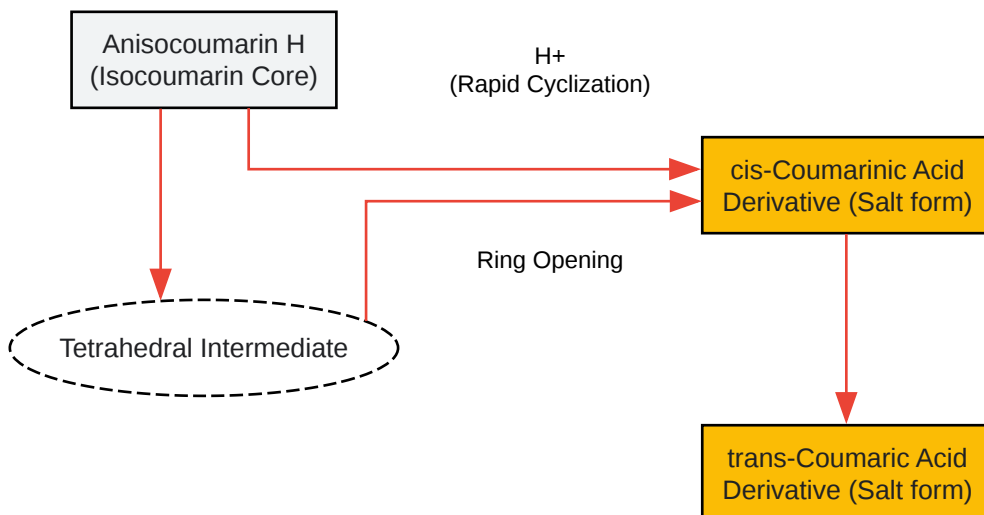 Anisocoumarin H
(Isocoumarin Core)
H+
(Rapid Cyclization)
cis-Coumarinic Acid
Derivative (Salt form)
Ring Opening
Tetrahedral Intermediate
trans-Coumaric Acid
Derivative (Salt form)